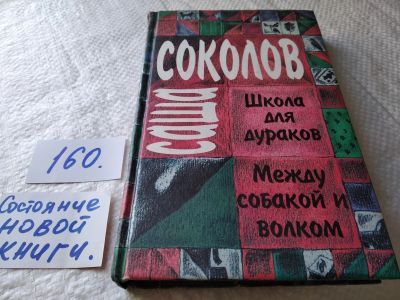 160.
Состояние
НОВОЙ
КНИГИ.
Саша
СОКОЛОВ
Школа для
дураков
Между
собакой и
волком